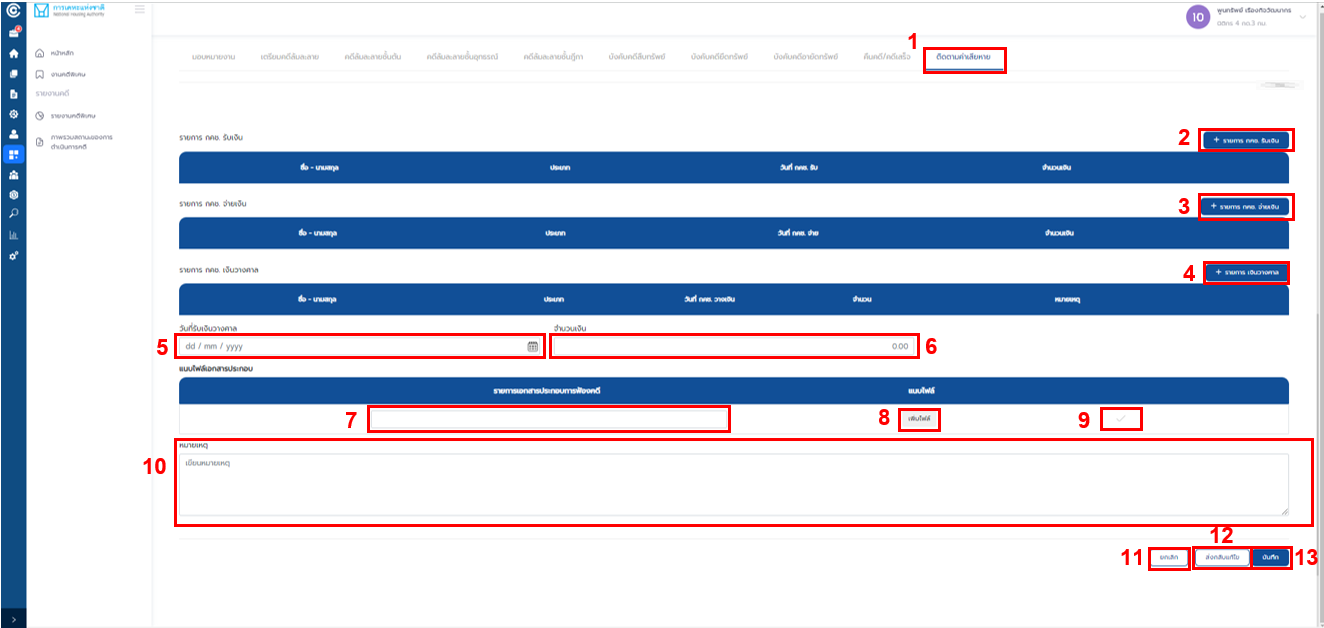 การเคหะแห่งชาติ
National Housing Authority
10
พูนทรัพย์ เรืองกิจวัฒนากร
นิติกร 4 กด.3 กม.
หน้าหลัก
งานคดีพิเศษ
รายงานคดี
รายงานคดีพิเศษ
ภาพรวมสถานะของการ
ดำเนินการคดี
1
มอบหมายงาน เตรียมคดีล้มละลาย คดีล้มละลายชั้นต้น คดีล้มละลายชั้นอุทธรณ์ คดีล้มละลายชั้นฎีกา บังคับคดีสืบทรัพย์ บังคับคดียึดทรัพย์ บังคับคดีอายัดทรัพย์ คืนคดี/คดีเสร็จ ติดตามค่าเสียหาย
รายการ กคช. รับเงิน
2
+ รายการ กคช. รับเงิน
ชื่อ - นามสกุล ประเภท วันที่ กคช. รับ จำนวนเงิน
รายการ กคช. จ่ายเงิน
3
+ รายการ กคช. จ่ายเงิน
ชื่อ - นามสกุล ประเภท วันที่ กคช. จ่าย จำนวนเงิน
รายการ กคช. เงินวางศาล
4
+ รายการ เงินวางศาล
ชื่อ - นามสกุล ประเภท วันที่ กคช. วางเงิน จำนวน หมายเหตุ
วันที่รับเงินวางศาล จำนวนเงิน
5 dd / mm / yyyy 0.00 6
แนบไฟล์เอกสารประกอบ
รายการเอกสารประกอบการฟ้องคดี แนบไฟล์
7 8 เพิ่มไฟล์ 9
หมายเหตุ
10 เขียนหมายเหตุ
12
11 ยกเลิก ส่งกลับแก้ไข บันทึก 13